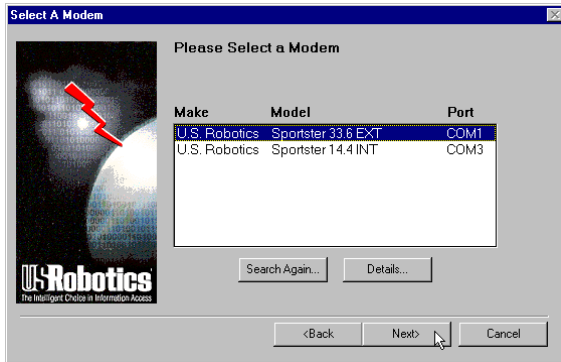 Select A Modem
Please Select a Modem
Make Model Port
U.S. Robotics Sportster 33.6 EXT COM1
U.S. Robotics Sportster 14.4 INT COM3
Search Again... Details...
U.S.Robotics
The Intelligent Choice in Information Access
<Back Next> Cancel